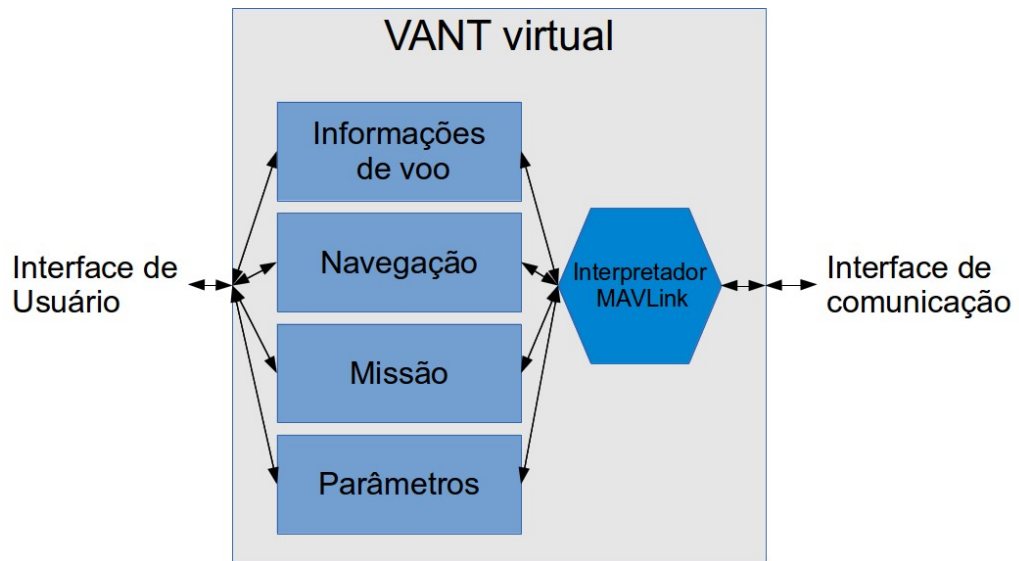 VANT virtual
Informações
de voo
Navegação
Missão
Parâmetros
Interface de
Usuário
Interpretador
MAVLink
Interface de
comunicação